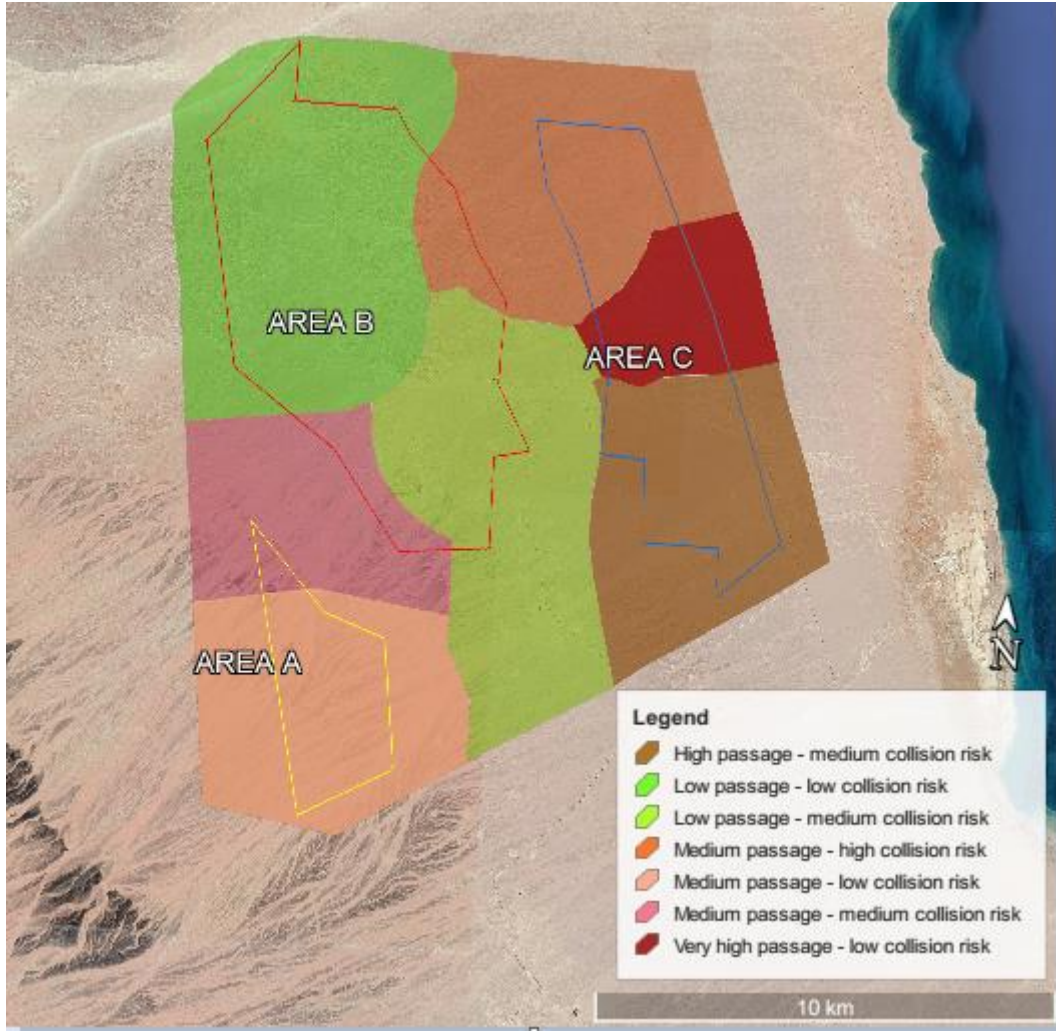 AREA B
AREA C
AREA A
N
Legend
High passage - medium collision risk
Low passage - low collision risk
Low passage - medium collision risk
Medium passage - high collision risk
Medium passage - low collision risk
Medium passage - medium collision risk
Very high passage - low collision risk
10 km